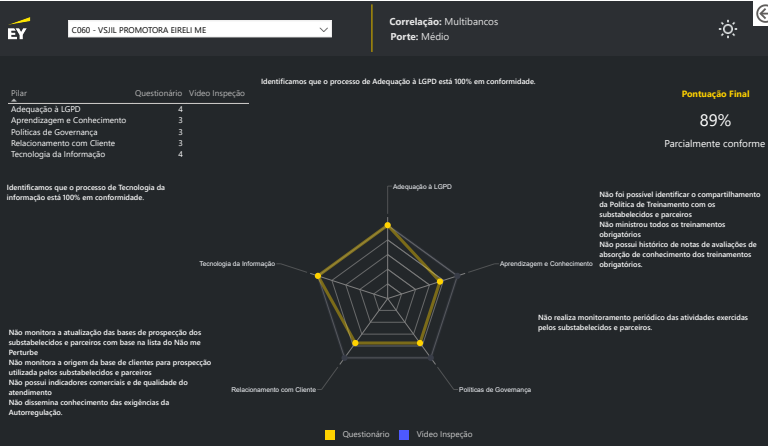 EY
C060 - VSJIL PROMOTORA EIRELI ME
Correlação: Multibancos
Porte: Médio
Identificamos que o processo de Adequação à LGPD está 100% em conformidade.
Pilar Questionário Vídeo Inspeção
Adequação à LGPD 4
Aprendizagem e Conhecimento 3
Políticas de Governança 3
Relacionamento com Cliente 3
Tecnologia da Informação 4
Pontuação Final
89%
Parcialmente conforme
Identificamos que o processo de Tecnologia da
informação está 100% em conformidade.
Adequação à LGPD
Não foi possível identificar o compartilhamento
da Política de Treinamento com os
substabelecidos e parceiros
Não ministrou todos os treinamentos
obrigatórios
Não possui histórico de notas de avaliações de
absorção de conhecimento dos treinamentos
obrigatórios.
Tecnologia da Informação
Aprendizagem e Conhecimento
Não realiza monitoramento periódico das atividades exercidas
pelos substabelecidos e parceiros.
Não monitora a atualização das bases de prospecção dos
substabelecidos e parceiros com base na lista do Não me
Perturbe
Não monitora a origem da base de clientes para prospecção
utilizada pelos substabelecidos e parceiros
Não possui indicadores comerciais e de qualidade do
atendimento
Não dissemina conhecimento das exigências da
Autorregulação.
Relacionamento com Cliente
Políticas de Governança
Questionário
Vídeo Inspeção